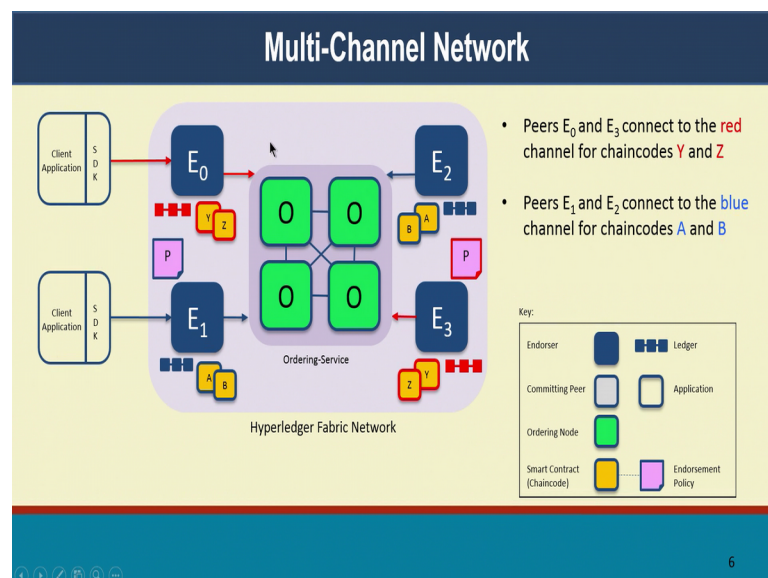 Multi-Channel Network
Client
Application
S
D
K
E0
E2
Y
Z
A
B
O
O
P
P
O
O
Client
Application
S
D
K
E1
E3
Ordering-Service
A
B
Y
Z
Hyperledger Fabric Network
• Peers E0 and E3 connect to the red
channel for chaincodes Y and Z
• Peers E1 and E2 connect to the blue
channel for chaincodes A and B
Key:
Endorser
Ledger
Committing Peer
Application
Ordering Node
Smart Contract
(Chaincode)
Endorsement
Policy
6